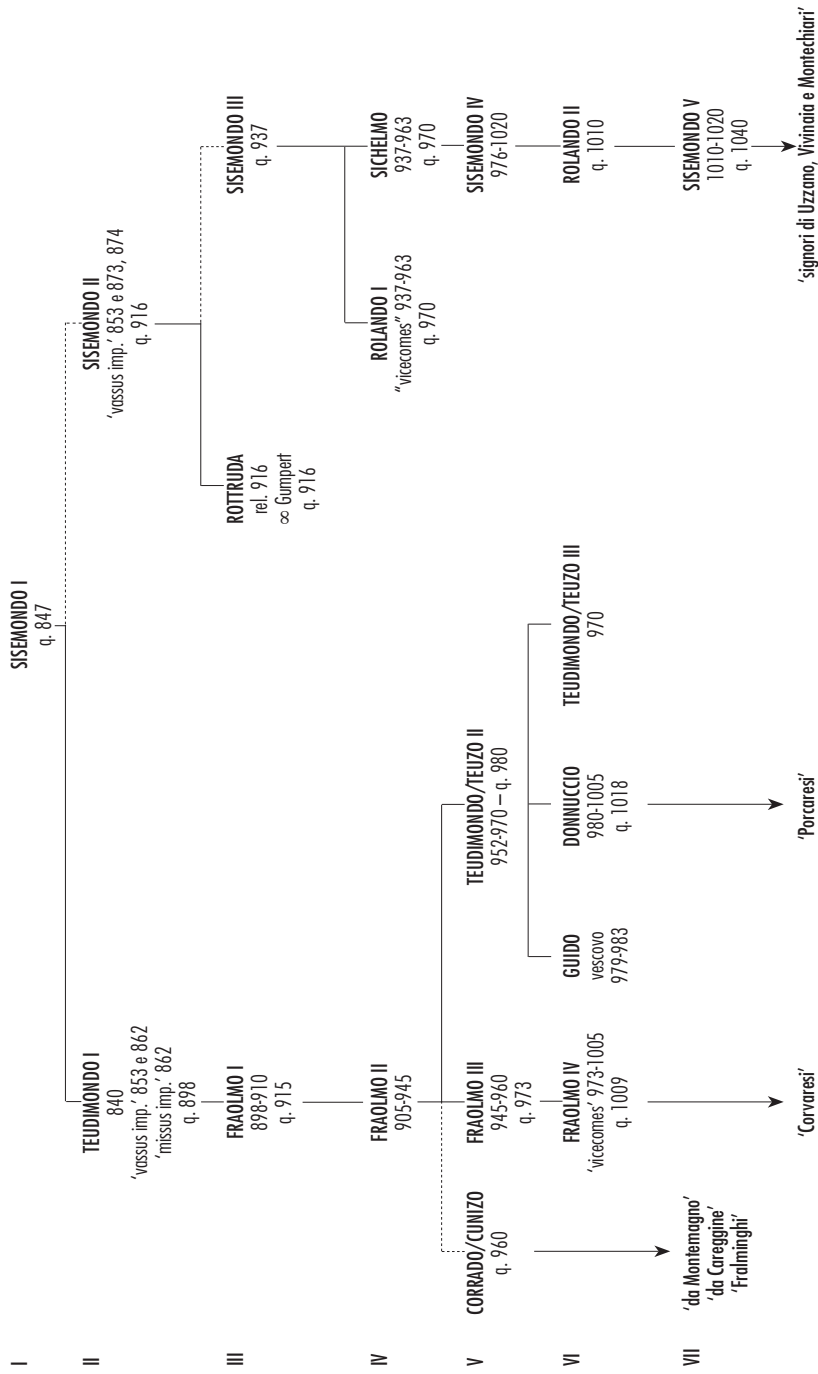 I
SISEMONDO I
q. 847
II
TEUDIMONDO I
840
'vassus imp.' 853 e 862
'missus imp.' 862
q. 898
SISEMONDO II
'vassus imp.' 853 e 873, 874
q. 916
III
FRAOLMO I
898-910
q. 915
ROTTRUDA
rel. 916
∞ Gumpert
q. 916
SISEMONDO III
q. 937
IV
FRAOLMO II
905-945
ROLANDO I
"vicecomes" 937-963
q. 970
SICHELMO
937-963
q. 970
V
CORRADO/CUNIZO
q. 960
FRAOLMO III
945-960
q. 973
TEUDIMONDO/TEUZO II
952-970 – q. 980
SISEMONDO IV
976-1020
VI
FRAOLMO IV
'vicecomes' 973-1005
q. 1009
GUIDO
vescovo
979-983
DONNUCCIO
980-1005
q. 1018
TEUDIMONDO/TEUZO III
970
ROLANDO II
q. 1010
VII
'da Montemagno'
'da Careggine'
'Fralminghi'
SISEMONDO V
1010-1020
q. 1040
'Corvaresi'
'Porcaresi'
'signori di Uzzano, Vivinaia e Montechiari'